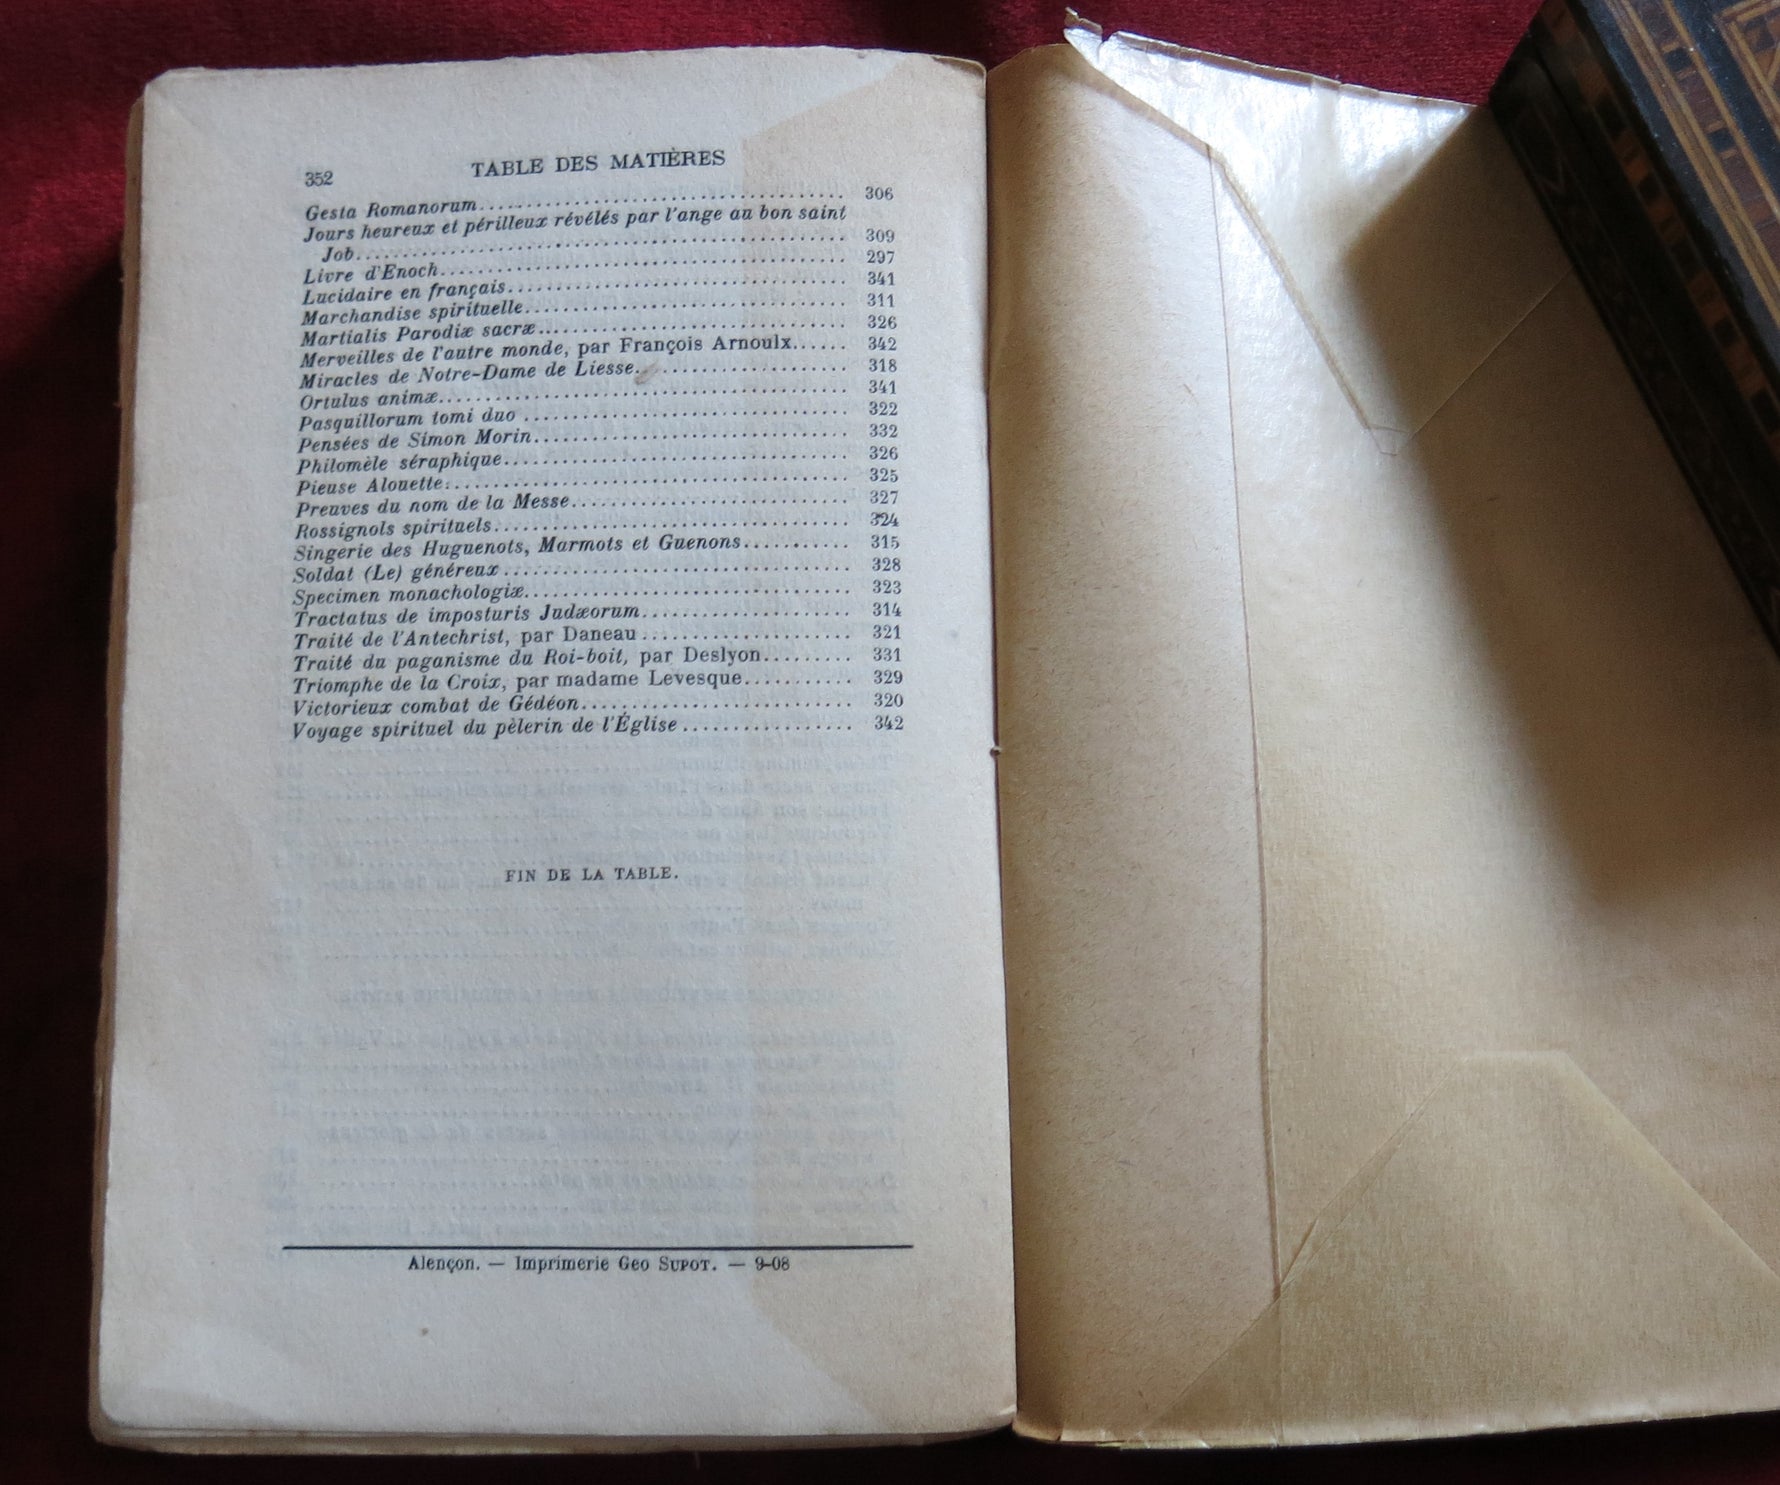 352 TABLE DES MATIÈRES
Gesta Romanorum........................................ 306
Jours heureux et périlleux révélés par l'ange au bon saint
Job........................................ 309
Livre d'Enoch........................................ 297
Lucidaire en français........................................ 341
Marchandise spirituelle........................................ 311
Martialis Parodiæ sacræ........................................ 326
Merveilles de l'autre monde, par François Arnoulx...... 342
Miracles de Notre-Dame de Liesse........................ 318
Ortulus animæ........................................ 341
Pasquillorum tomi duo ................................ 322
Pensées de Simon Morin................................ 332
Philomèle séraphique................................ 326
Pieuse Alouette........................................ 325
Preuves du nom de la Messe............................ 327
Rossignols spirituels................................ 324
Singerie des Huguenots, Marmots et Guenons........... 315
Soldat (Le) généreux ................................ 328
Specimen monachologiæ................................ 323
Tractatus de imposturis Judæorum..................... 314
Traité de l'Antechrist, par Daneau ..................... 321
Traité du paganisme du Roi-boit, par Deslyon......... 331
Triomphe de la Croix, par madame Levesque........... 329
Victorieux combat de Gédéon........................... 320
Voyage spirituel du pèlerin de l'Église ................ 342
FIN DE LA TABLE.
Alençon. — Imprimerie Geo SUPOT. — 9-08